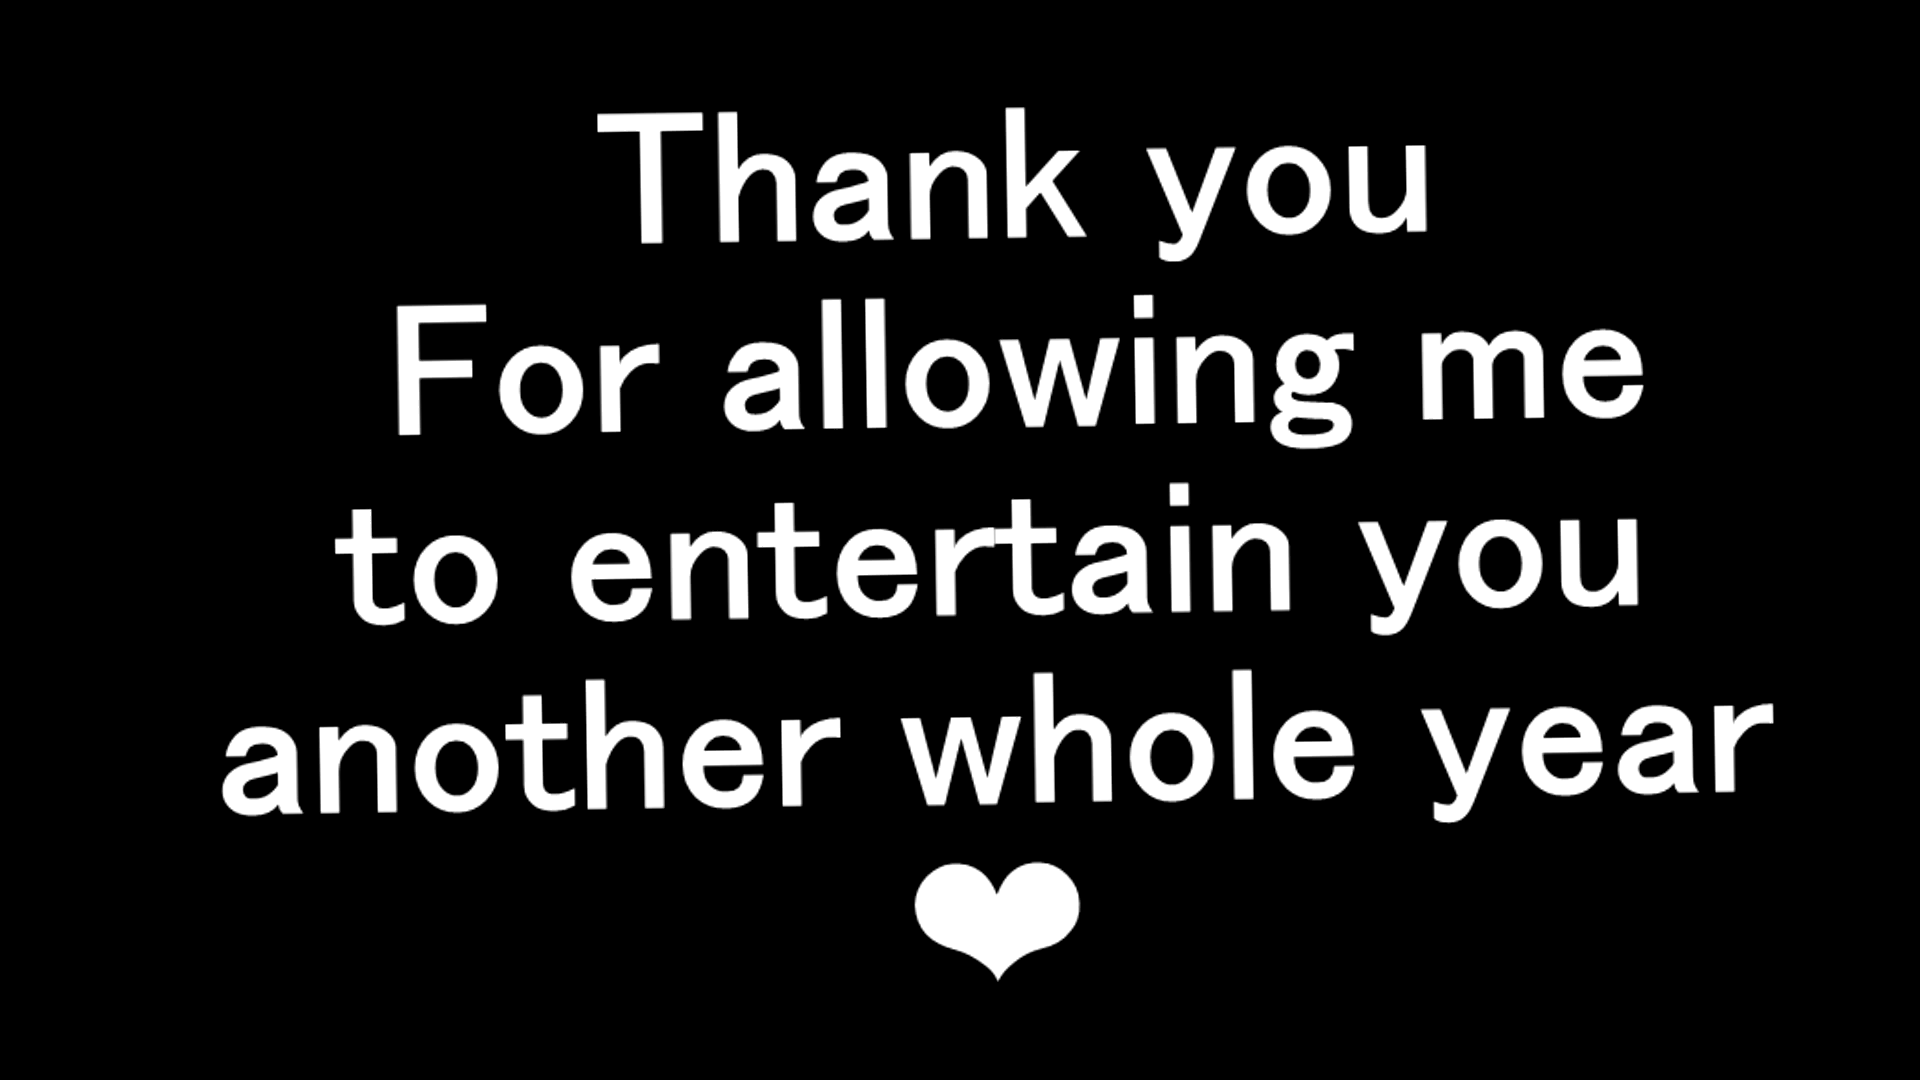 Thank you
For allowing me
to entertain you
another whole year
❤